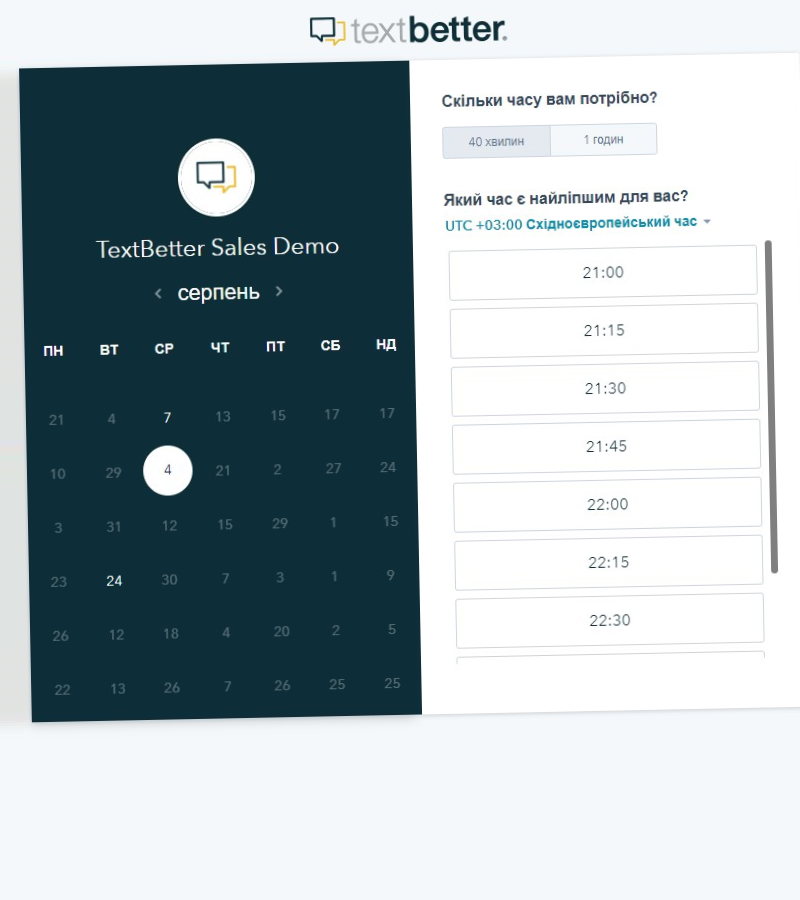 textbetter.
TextBetter Sales Demo
серпень
ПН ВТ СР ЧТ ПТ СБ НД
21 4 7 13 15 17 17
10 29 4 21 2 27 24
3 31 12 15 29 1 15
23 24 30 7 3 1 9
26 12 18 4 20 2 5
22 13 26 7 26 25 25
Скільки часу вам потрібно?
40 хвилин 1 годин
Який час є найліпшим для вас?
UTC +03:00 Східноєвропейський час
21:00
21:15
21:30
21:45
22:00
22:15
22:30